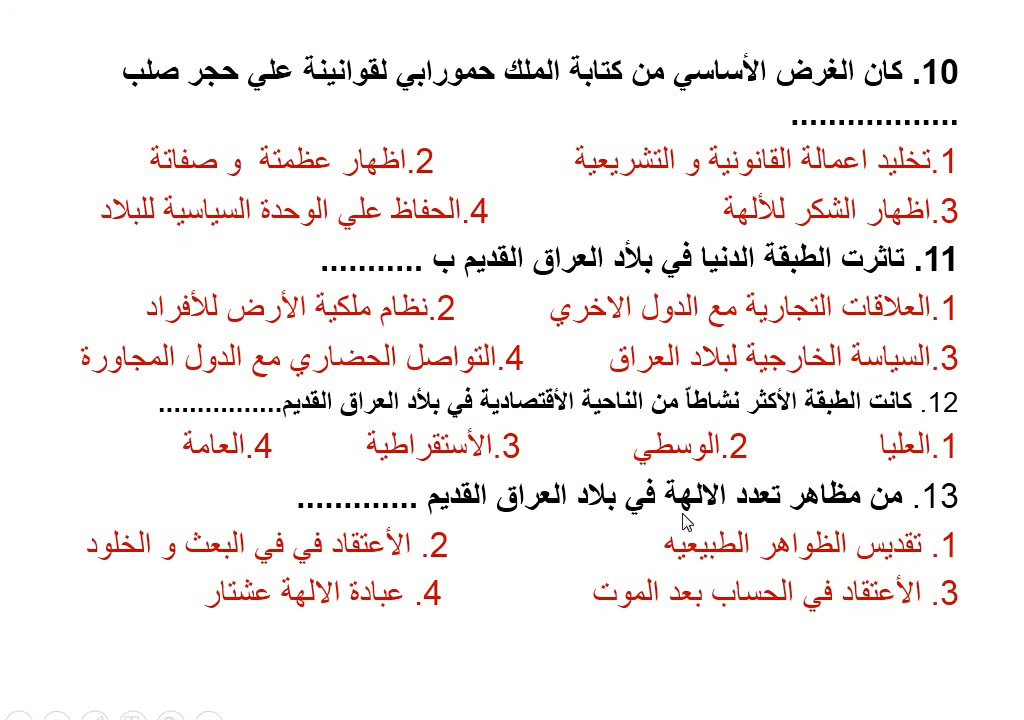 10. كان الغرض الأساسي من كتابة الملك حمورابي لقوانينة علي حجر صلب
..................
1.تخليد اعمالة القانونية و التشريعية 2.اظهار عظمتة و صفاتة
3.اظهار الشكر للألهة 4.الحفاظ علي الوحدة السياسية للبلاد
11. تاثرت الطبقة الدنيا في بلأد العراق القديم ب ...........
1.العلاقات التجارية مع الدول الاخري 2.نظام ملكية الأرض للأفراد
3.السياسة الخارجية لبلاد العراق 4.التواصل الحضاري مع الدول المجاورة
12. كانت الطبقة الأكثر نشاطاً من الناحية الأقتصادية في بلأد العراق القديم................
1.العليا 2.الوسطي 3.الأستقراطية 4.العامة
13. من مظاهر تعدد الالهة في بلاد العراق القديم .............
1. تقديس الظواهر الطبيعيه 2. الأعتقاد في في البعث و الخلود
3. الأعتقاد في الحساب بعد الموت 4. عبادة الالهة عشتار